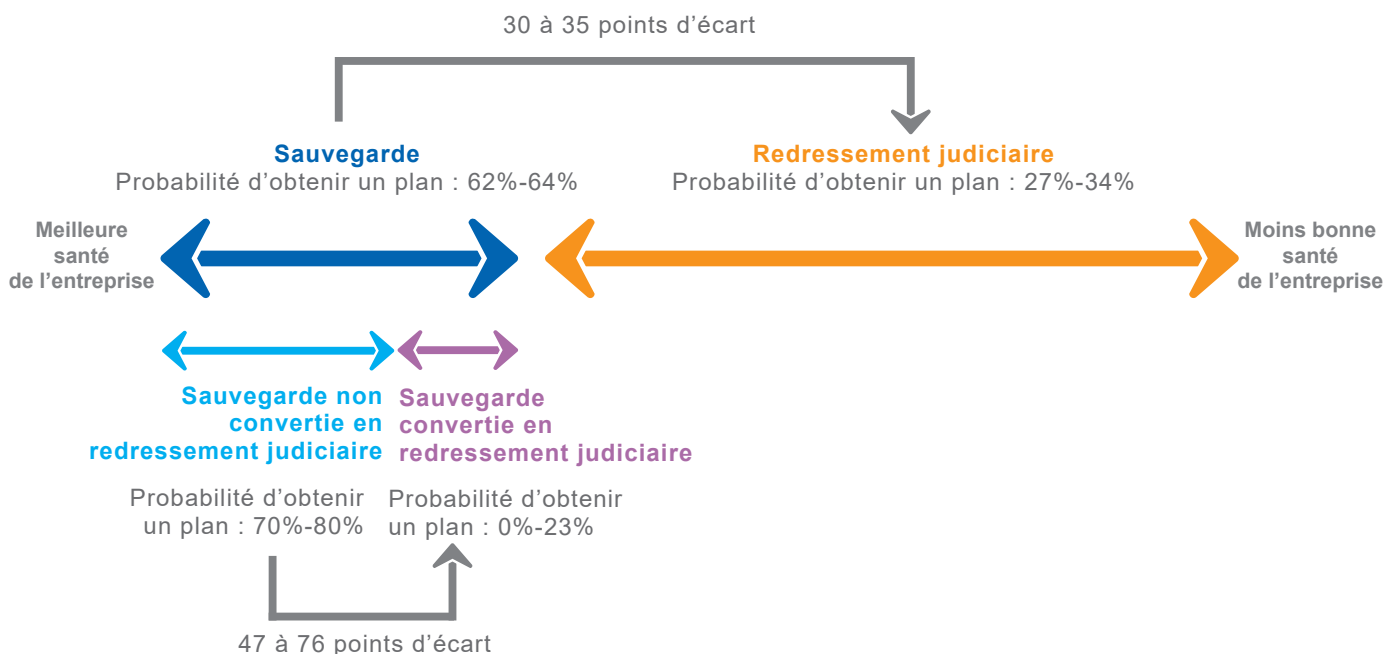 30 à 35 points d’écart
Sauvegarde
Probabilité d’obtenir un plan : 62%-64%
Redressement judiciaire
Probabilité d’obtenir un plan : 27%-34%
Meilleure
santé
de l’entreprise
Moins bonne
santé
de l’entreprise
Sauvegarde non
convertie en
redressement judiciaire
Sauvegarde
convertie en
redressement judiciaire
Probabilité d’obtenir
un plan : 70%-80%
Probabilité d’obtenir
un plan : 0%-23%
47 à 76 points d’écart